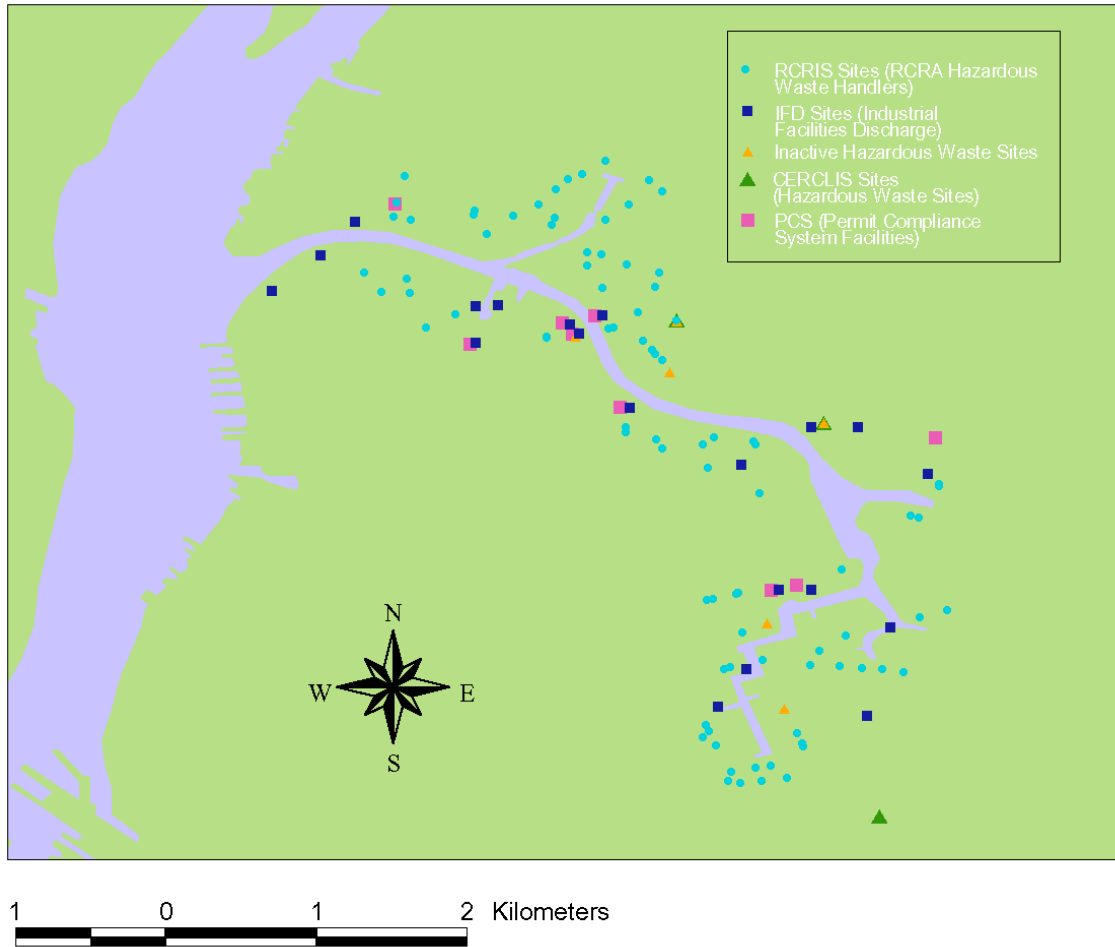 RCRIS Sites (RCRA Hazardous
Waste Handlers)
IFD Sites (Industrial
Facilities Discharge)
Inactive Hazardous Waste Sites
CERCLIS Sites
(Hazardous Waste Sites)
PCS (Permit Compliance
System Facilities)
N
W E
S
1 0 1 2 Kilometers